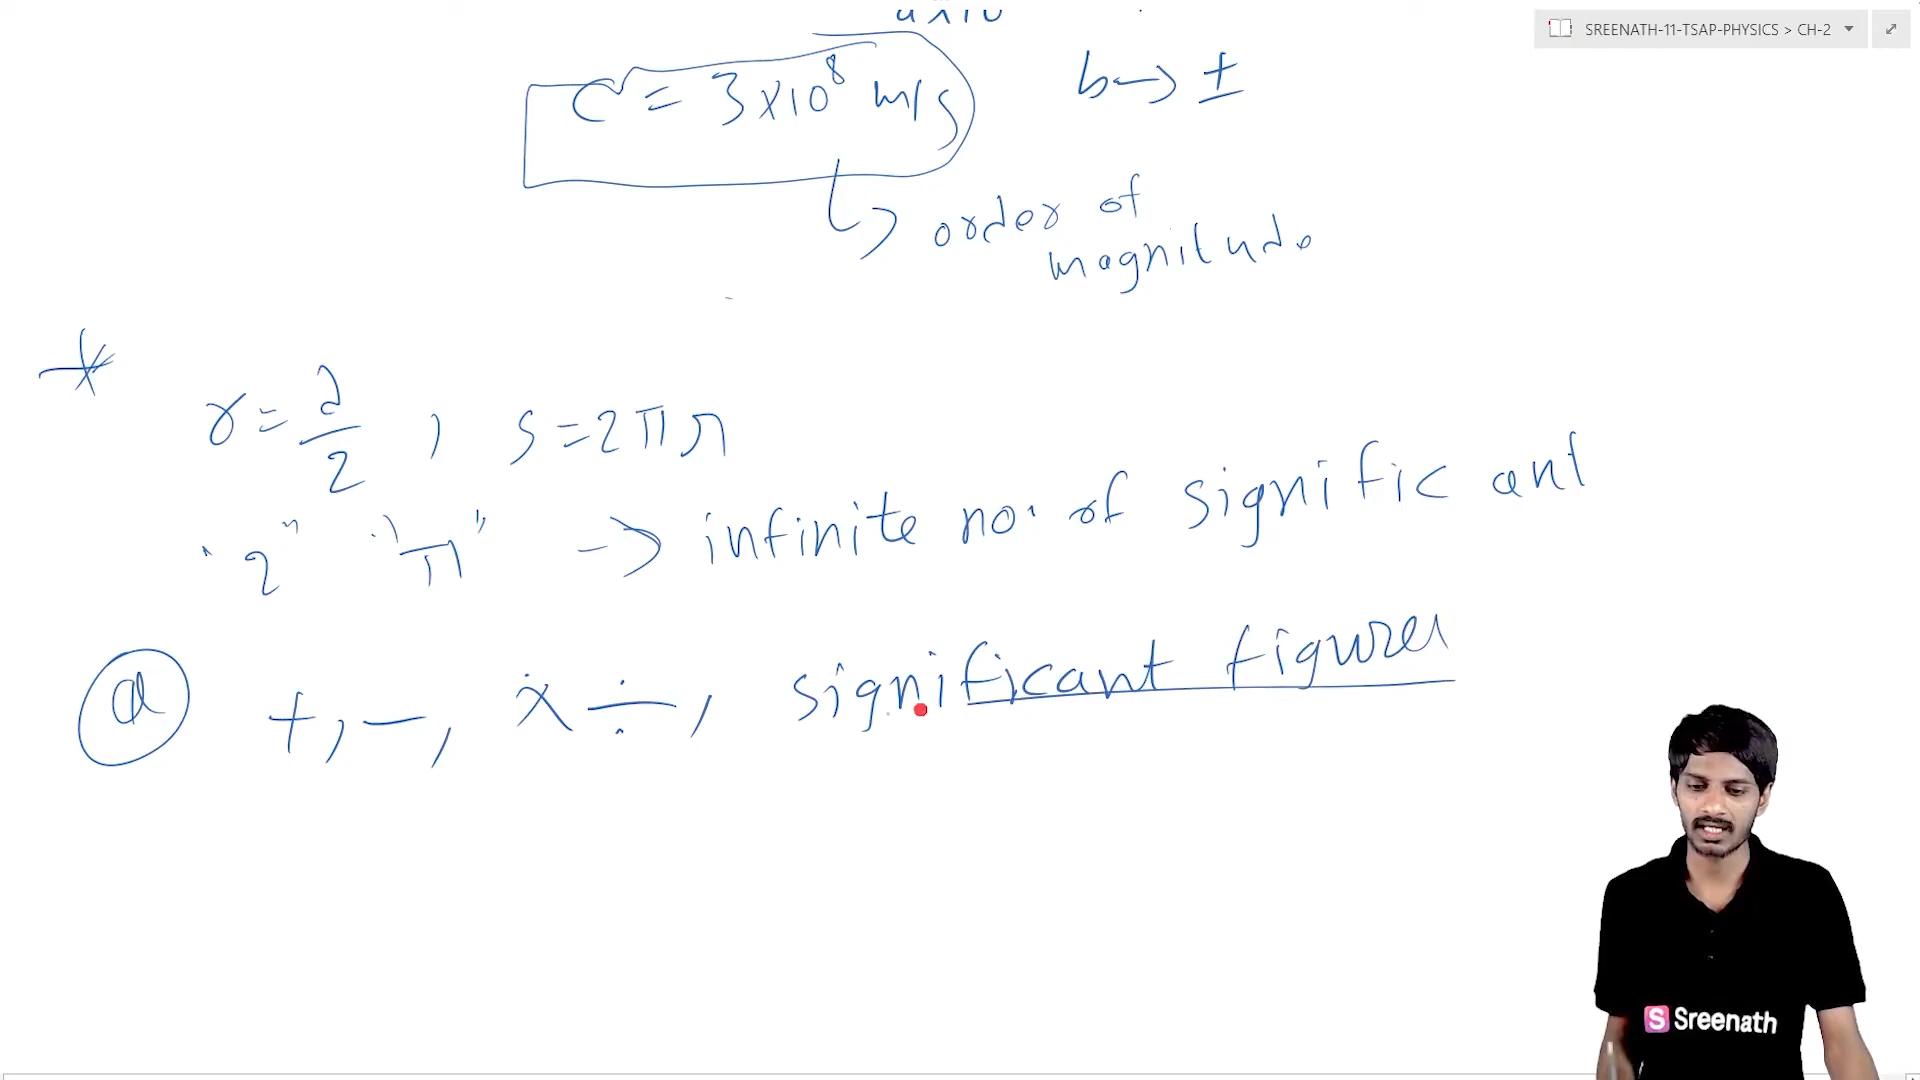 SREENATH-11-TSAP-PHYSICS > CH-2
C = 3×10⁸ m/s
b → ±
order of
magnitude
r = d/2 , s = 2πr
"2" "π" → infinite no. of significant
a +, −, × ÷, significant figures
S Sreenath